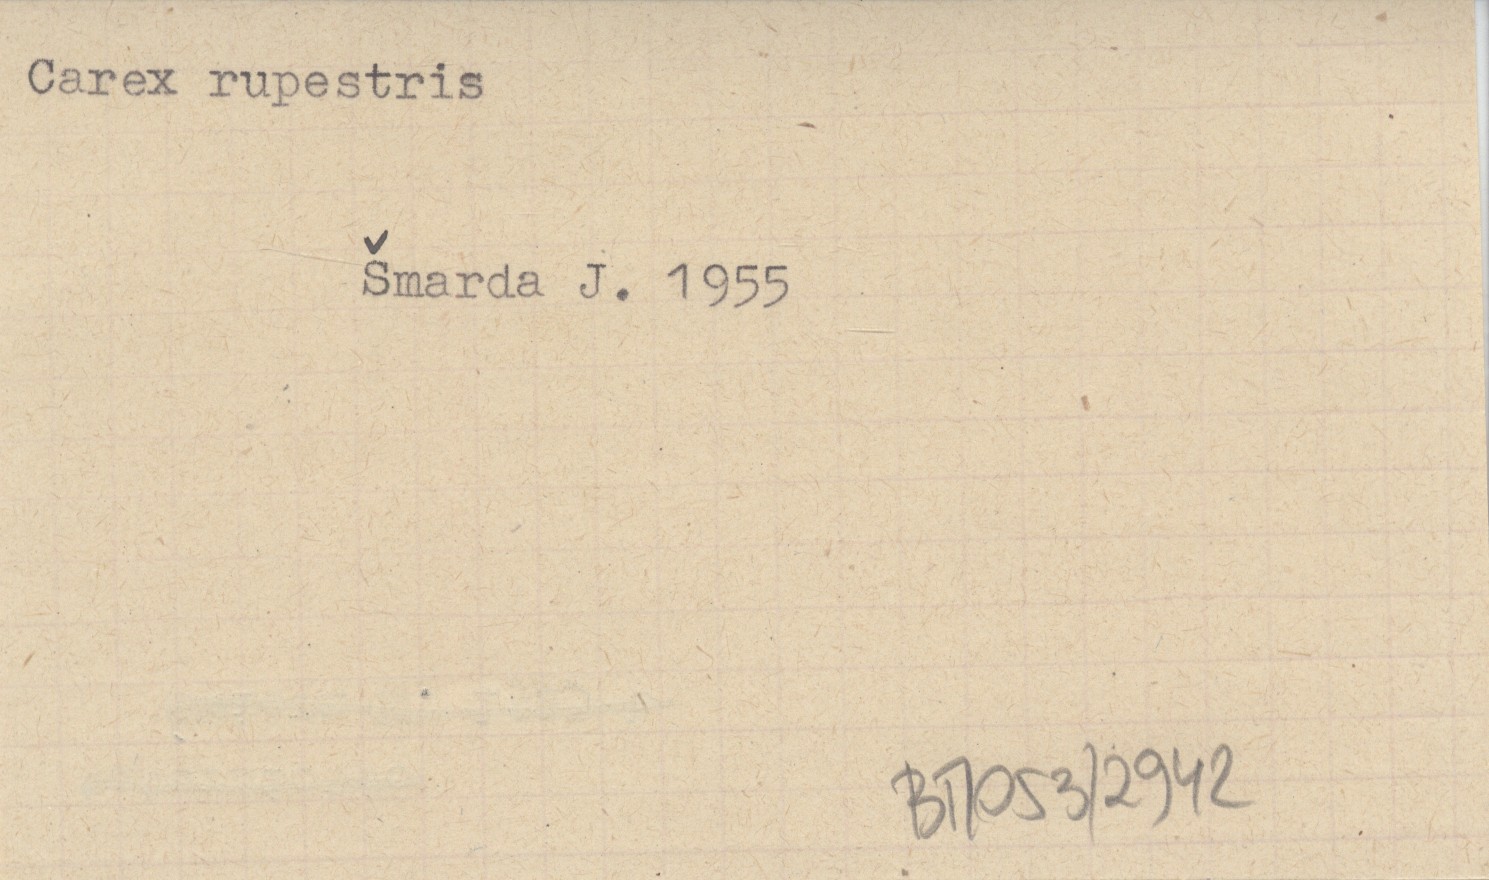 Carex rupestris
Šmarda J. 1955
BT/053/2942